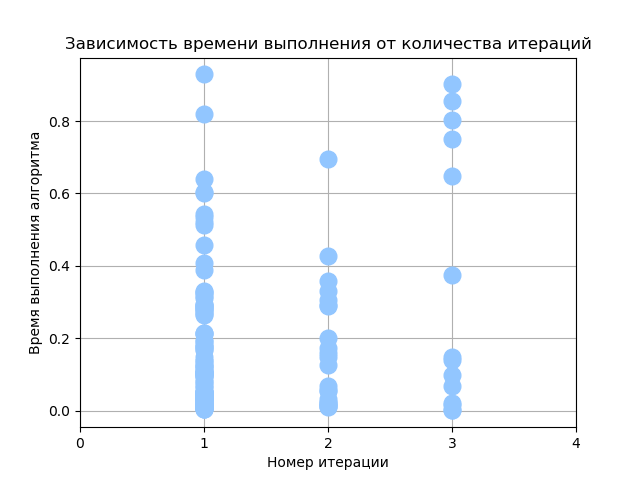 Зависимость времени выполнения от количества итераций
Время выполнения алгоритма
0.8
0.6
0.4
0.2
0.0
0 1 2 3 4
Номер итерации